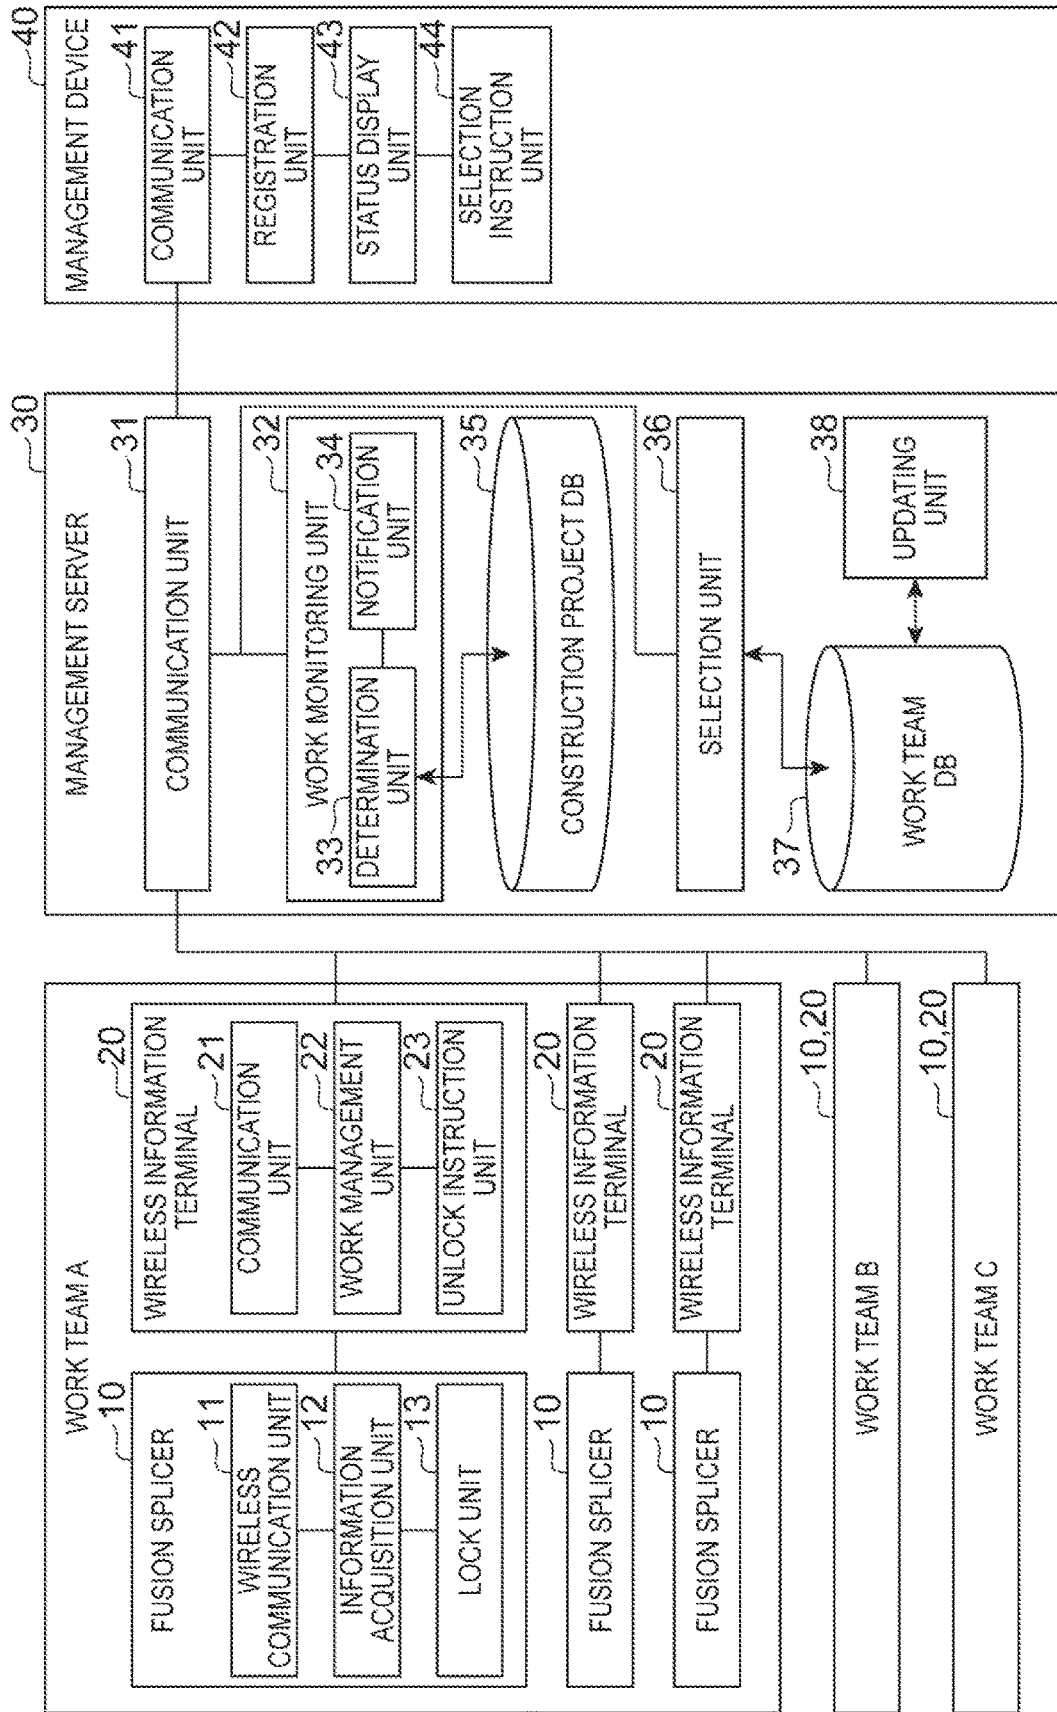 WORK TEAM A
10
FUSION SPLICER
11
WIRELESS
COMMUNICATION UNIT
12
INFORMATION
ACQUISITION UNIT
13
LOCK UNIT
20
WIRELESS INFORMATION
TERMINAL
21
COMMUNICATION
UNIT
22
WORK MANAGEMENT
UNIT
23
UNLOCK INSTRUCTION
UNIT
10
FUSION SPLICER
20
WIRELESS INFORMATION
TERMINAL
10
FUSION SPLICER
20
WIRELESS INFORMATION
TERMINAL
10,20
WORK TEAM B
10,20
WORK TEAM C
30
MANAGEMENT SERVER
31
COMMUNICATION UNIT
32
WORK MONITORING UNIT
33
DETERMINATION
UNIT
34
NOTIFICATION
UNIT
35
CONSTRUCTION PROJECT DB
36
SELECTION UNIT
37
WORK TEAM
DB
38
UPDATING
UNIT
40
MANAGEMENT DEVICE
41
COMMUNICATION
UNIT
42
REGISTRATION
UNIT
43
STATUS DISPLAY
UNIT
44
SELECTION
INSTRUCTION
UNIT